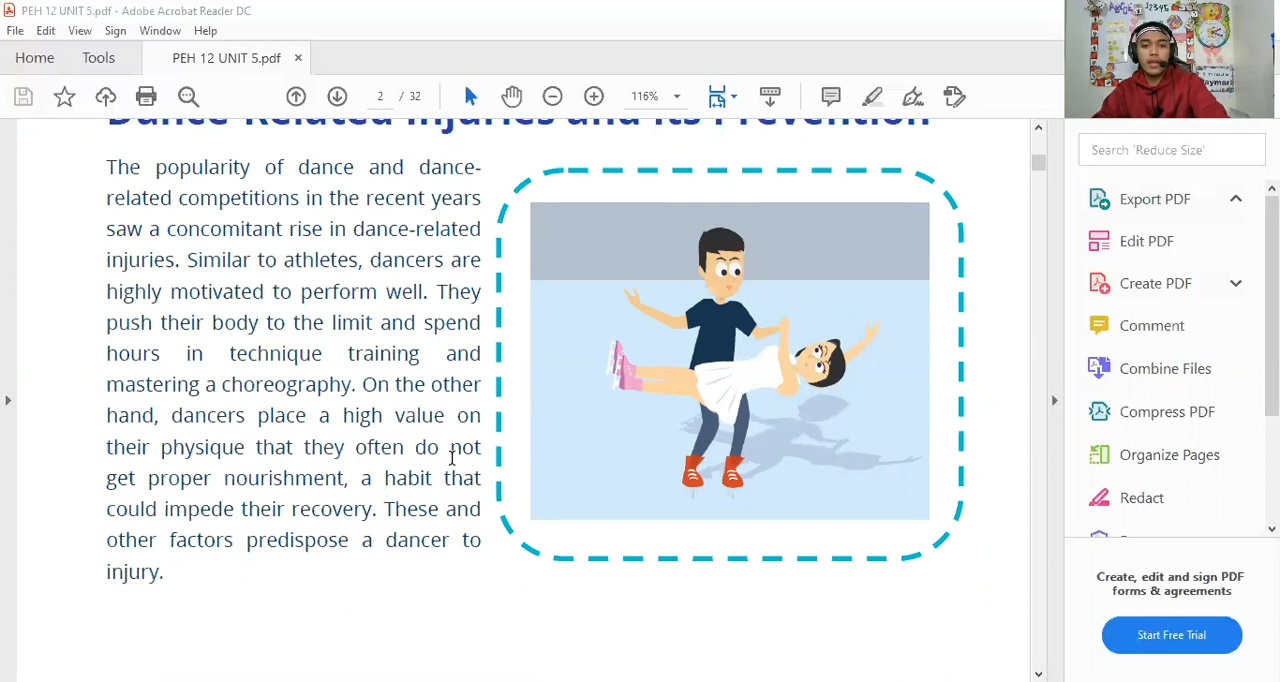 PEH 12 UNIT 5.pdf - Adobe Acrobat Reader DC
File Edit View Sign Window Help
Home Tools PEH 12 UNIT 5.pdf ×
2 / 32 116%
Dance-Related Injuries and its Prevention
The popularity of dance and dance-
related competitions in the recent years
saw a concomitant rise in dance-related
injuries. Similar to athletes, dancers are
highly motivated to perform well. They
push their body to the limit and spend
hours in technique training and
mastering a choreography. On the other
hand, dancers place a high value on
their physique that they often do not
get proper nourishment, a habit that
could impede their recovery. These and
other factors predispose a dancer to
injury.
Search 'Reduce Size'
Export PDF
Edit PDF
Create PDF
Comment
Combine Files
Compress PDF
Organize Pages
Redact
Create, edit and sign PDF
forms & agreements
Start Free Trial